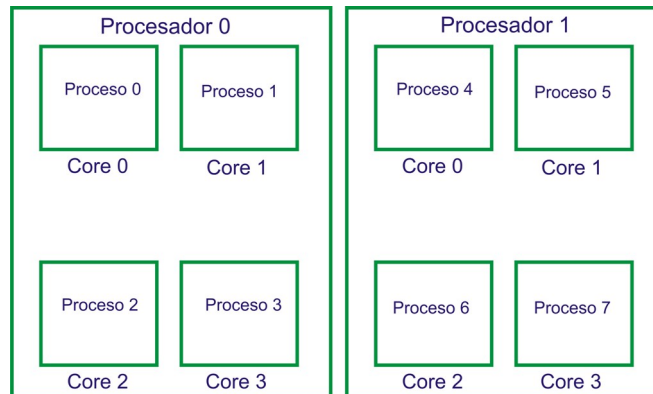 Procesador 0
Proceso 0
Proceso 1
Core 0
Core 1
Proceso 2
Proceso 3
Core 2
Core 3
Procesador 1
Proceso 4
Proceso 5
Core 0
Core 1
Proceso 6
Proceso 7
Core 2
Core 3